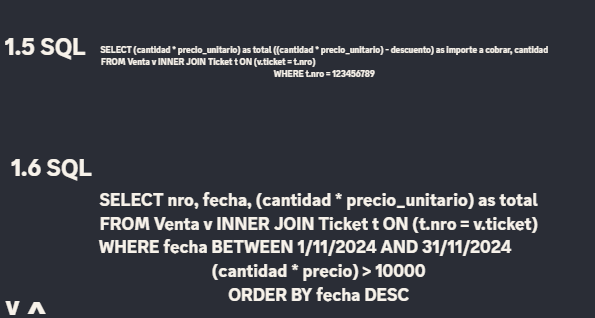 1.5 SQL
SELECT (cantidad * precio_unitario) as total ((cantidad * precio_unitario) - descuento) as importe a cobrar, cantidad
FROM Venta v INNER JOIN Ticket t ON (v.ticket = t.nro)
WHERE t.nro = 123456789
1.6 SQL
SELECT nro, fecha, (cantidad * precio_unitario) as total
FROM Venta v INNER JOIN Ticket t ON (t.nro = v.ticket)
WHERE fecha BETWEEN 1/11/2024 AND 31/11/2024
(cantidad * precio) > 10000
ORDER BY fecha DESC